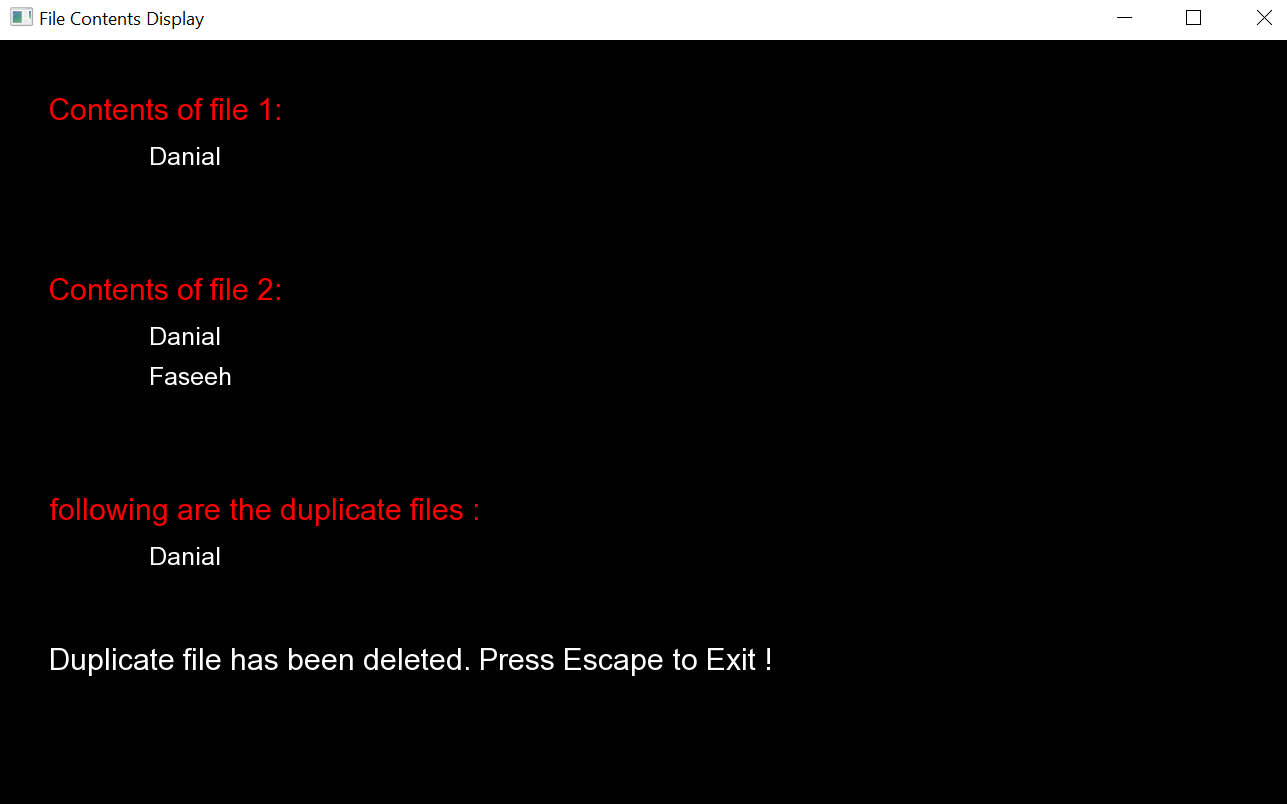 File Contents Display
Contents of file 1:
Danial
Contents of file 2:
Danial
Faseeh
following are the duplicate files :
Danial
Duplicate file has been deleted. Press Escape to Exit !